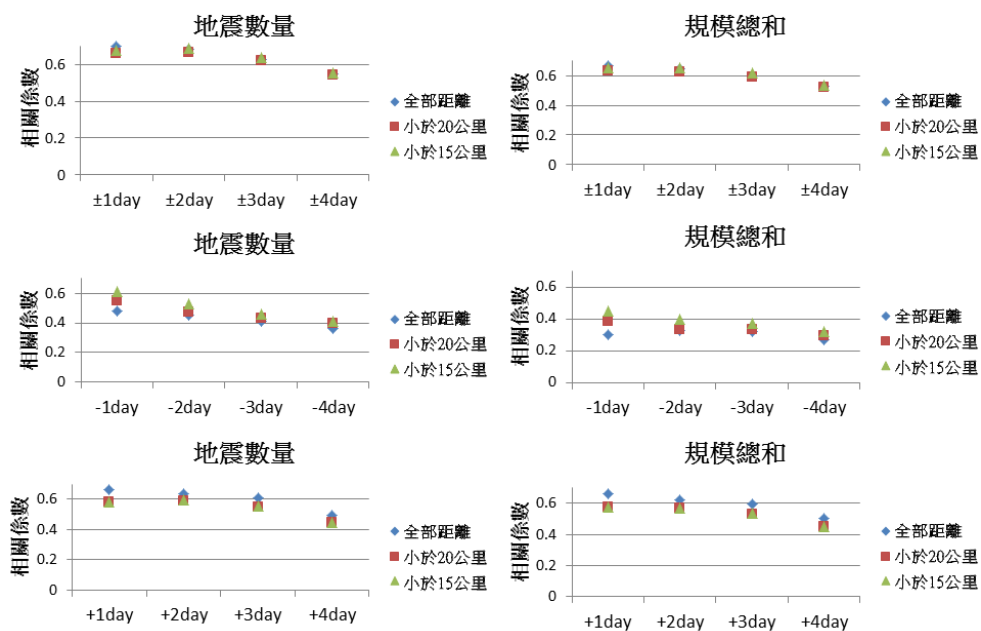 地震數量
相關係數
0.6
0.4
0.2
0
±1day ±2day ±3day ±4day
全部距離
小於20公里
小於15公里
規模總和
相關係數
0.6
0.4
0.2
0
±1day ±2day ±3day ±4day
全部距離
小於20公里
小於15公里
地震數量
相關係數
0.6
0.4
0.2
0
-1day -2day -3day -4day
全部距離
小於20公里
小於15公里
規模總和
相關係數
0.6
0.4
0.2
0
-1day -2day -3day -4day
全部距離
小於20公里
小於15公里
地震數量
相關係數
0.6
0.4
0.2
0
+1day +2day +3day +4day
全部距離
小於20公里
小於15公里
規模總和
相關係數
0.6
0.4
0.2
0
+1day +2day +3day +4day
全部距離
小於20公里
小於15公里